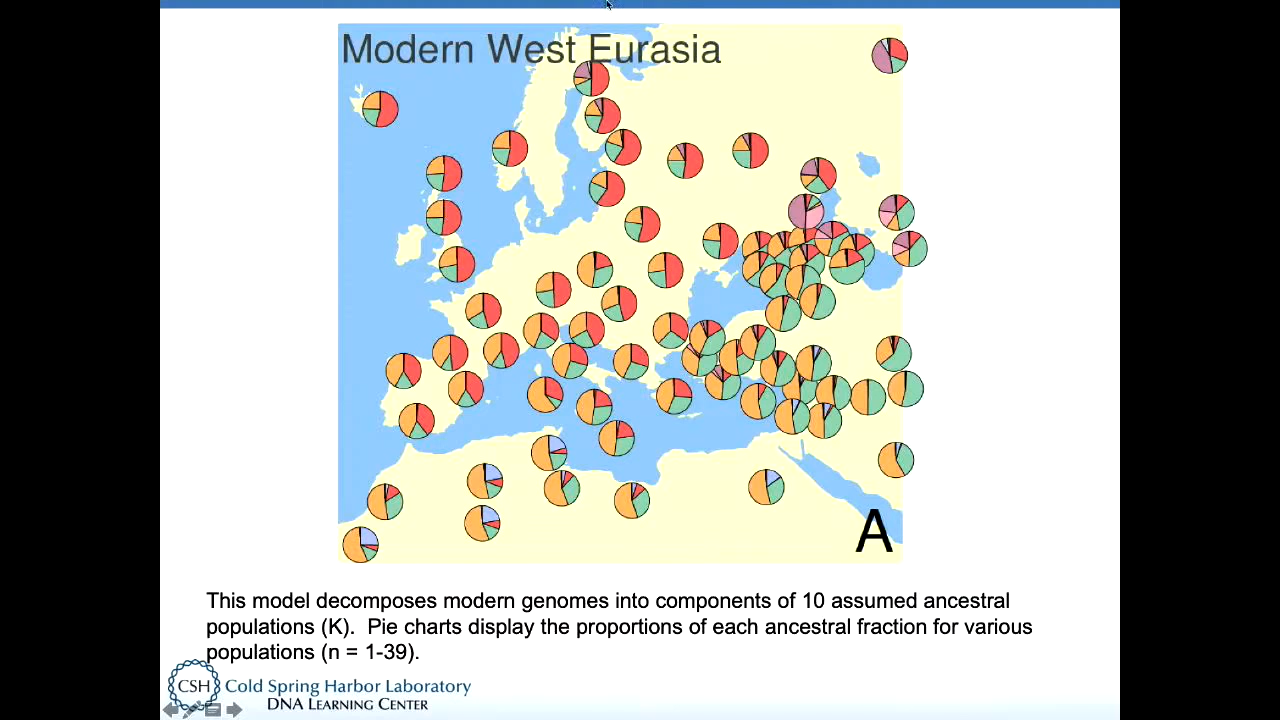 Modern West Eurasia
A
This model decomposes modern genomes into components of 10 assumed ancestral
populations (K).  Pie charts display the proportions of each ancestral fraction for various
populations (n = 1-39).
CSH Cold Spring Harbor Laboratory
DNA LEARNING CENTER